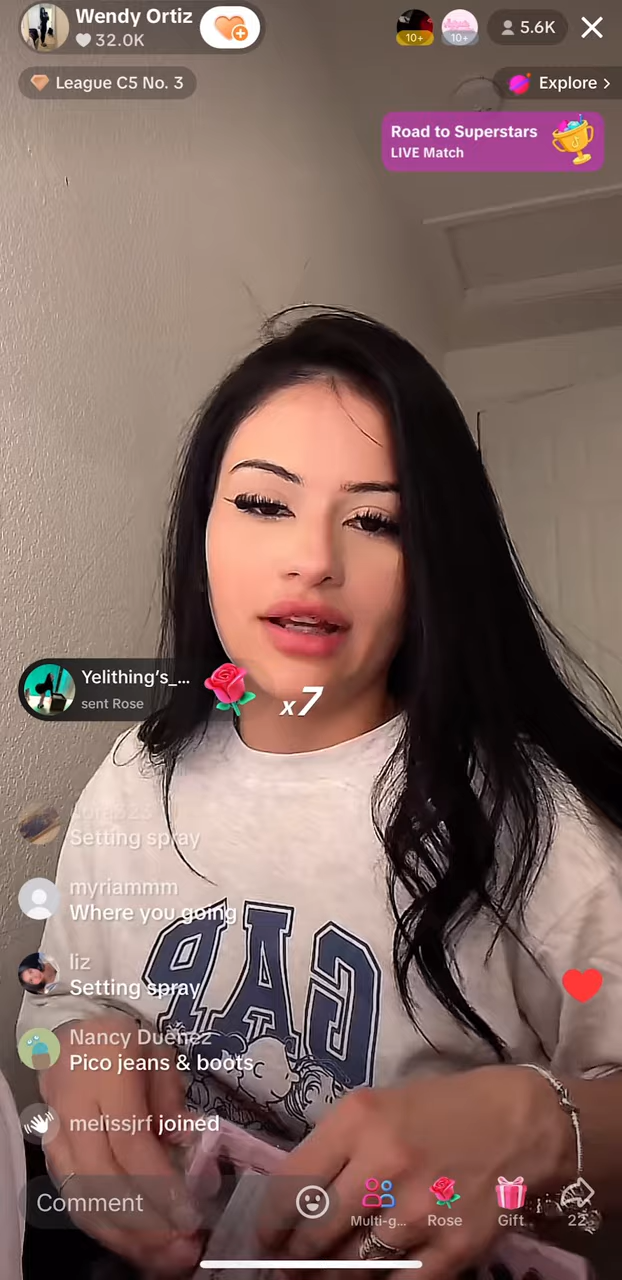 Wendy Ortiz
32.0K
10+
10+
5.6K
League C5 No. 3
Explore
Road to Superstars
LIVE Match
Yelithing's_...
sent Rose
x7
Setting spray
myriammm
Where you going
liz
Setting spray
GAP
Nancy Dueñez
Pico jeans & boots
melissjrf joined
Comment
Multi-g...
Rose
Gift
22